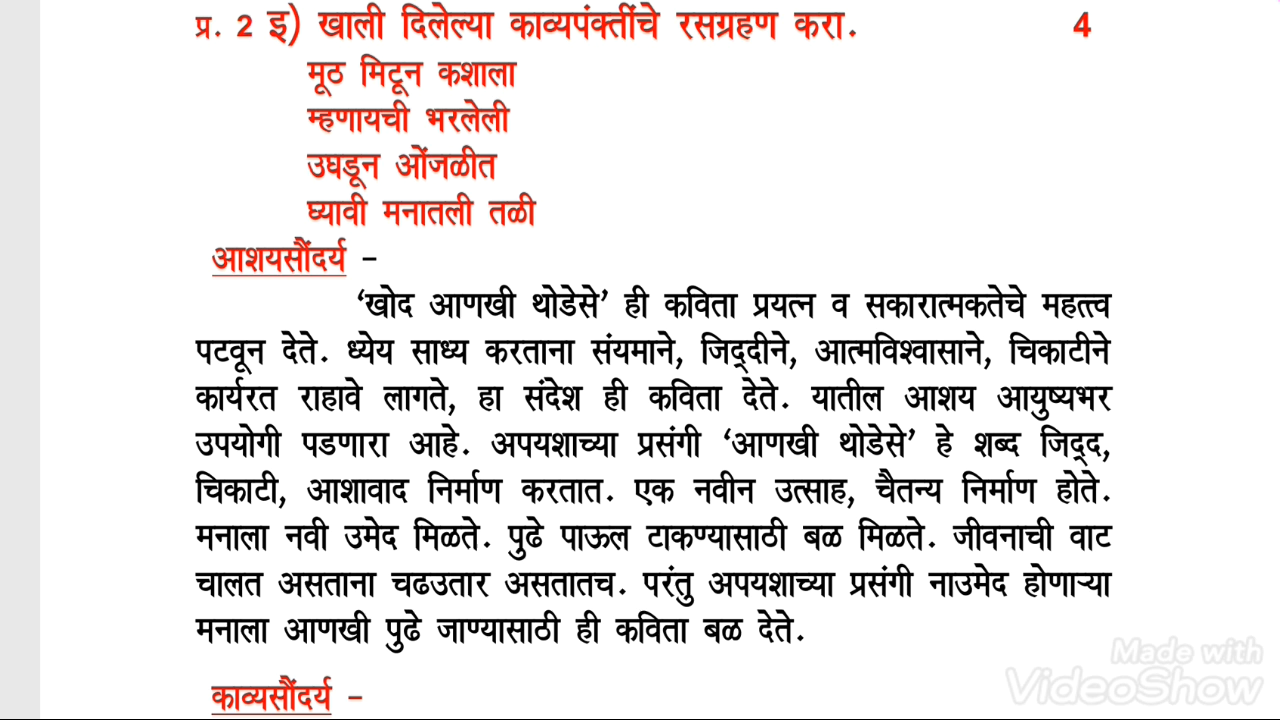 प्र. 2 इ) खाली दिलेल्या काव्यपंक्तींचे रसग्रहण करा. 4
मूठ मिटून कशाला
म्हणायची भरलेली
उघडून ओंजळीत
घ्यावी मनातली तळी
आशयसौंदर्य –
‘खोद आणखी थोडेसे’ ही कविता प्रयत्न व सकारात्मकतेचे महत्त्व
पटवून देते. ध्येय साध्य करताना संयमाने, जिद्‌दीने, आत्मविश्वासाने, चिकाटीने
कार्यरत राहावे लागते, हा संदेश ही कविता देते. यातील आशय आयुष्यभर
उपयोगी पडणारा आहे. अपयशाच्या प्रसंगी ‘आणखी थोडेसे’ हे शब्द जिद्‌द,
चिकाटी, आशावाद निर्माण करतात. एक नवीन उत्साह, चैतन्य निर्माण होते.
मनाला नवी उमेद मिळते. पुढे पाऊल टाकण्यासाठी बळ मिळते. जीवनाची वाट
चालत असताना चढउतार असतातच. परंतु अपयशाच्या प्रसंगी नाउमेद होणाऱ्या
मनाला आणखी पुढे जाण्यासाठी ही कविता बळ देते.
काव्यसौंदर्य –
Made with
VideoShow